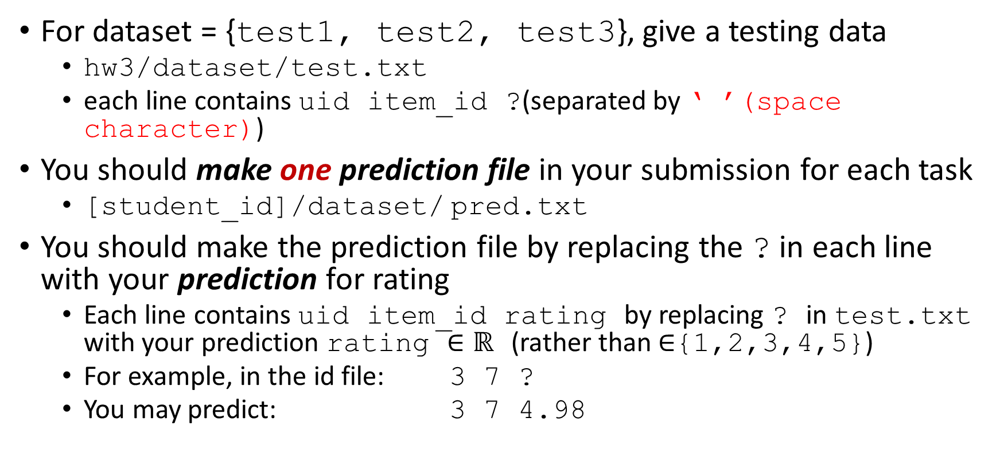 • For dataset = {test1, test2, test3}, give a testing data
• hw3/dataset/test.txt
• each line contains uid item_id ?(separated by ‘ ’(space
character))
• You should make one prediction file in your submission for each task
• [student_id]/dataset/pred.txt
• You should make the prediction file by replacing the ? in each line
with your prediction for rating
• Each line contains uid item_id rating by replacing ? in test.txt
with your prediction rating ∈ ℝ (rather than ∈{1,2,3,4,5})
• For example, in the id file: 3 7 ?
• You may predict: 3 7 4.98